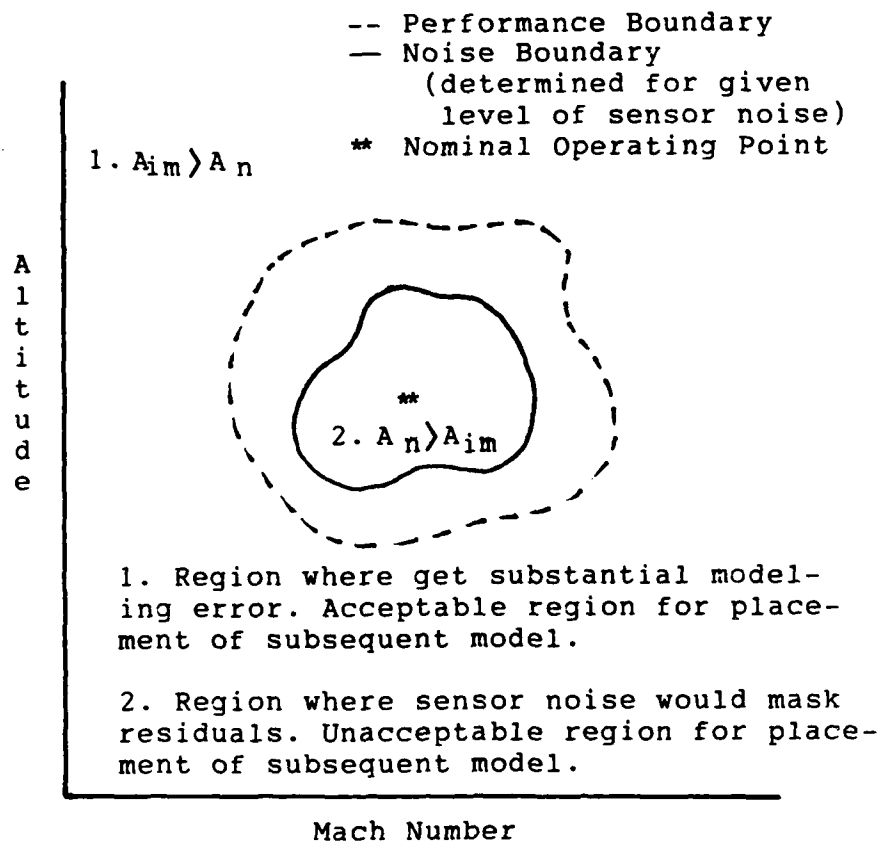 -- Performance Boundary
— Noise Boundary
(determined for given
level of sensor noise)
** Nominal Operating Point
1. Aim > An
Altitude
**
2. An > Aim
1. Region where get substantial model-
ing error. Acceptable region for place-
ment of subsequent model.
2. Region where sensor noise would mask
residuals. Unacceptable region for place-
ment of subsequent model.
Mach Number